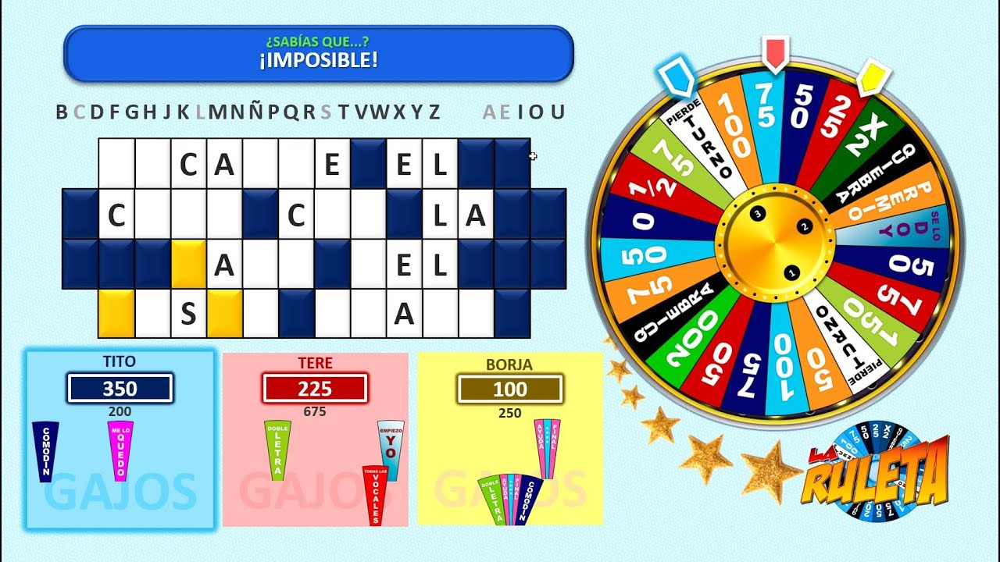 ¿SABÍAS QUE...?
¡IMPOSIBLE!
B C D F G H J K L M N Ñ P Q R S T V W X Y Z A E I O U
C A E E L
C C L A
A E L
S A
TITO
350
200
COMODIN
ME LO QUEDO
GAJOS
TERE
225
675
DOBLE LETRA
EMPIEZO YO
TODAS LAS VOCALES
GAJOS
BORJA
100
250
AYUDA FINAL
DOBLE LETRA
AYUDA FINAL
COMODIN
GAJOS
75
50
25
X2
QUIEBRA
PREMIO
SE LO DOY
50
75
150
PIERDE TURNO
50
100
75
50
200
QUIEBRA
75
50
0
1/2
75
PIERDE TURNO
100
3
2
1
LA
RULETA